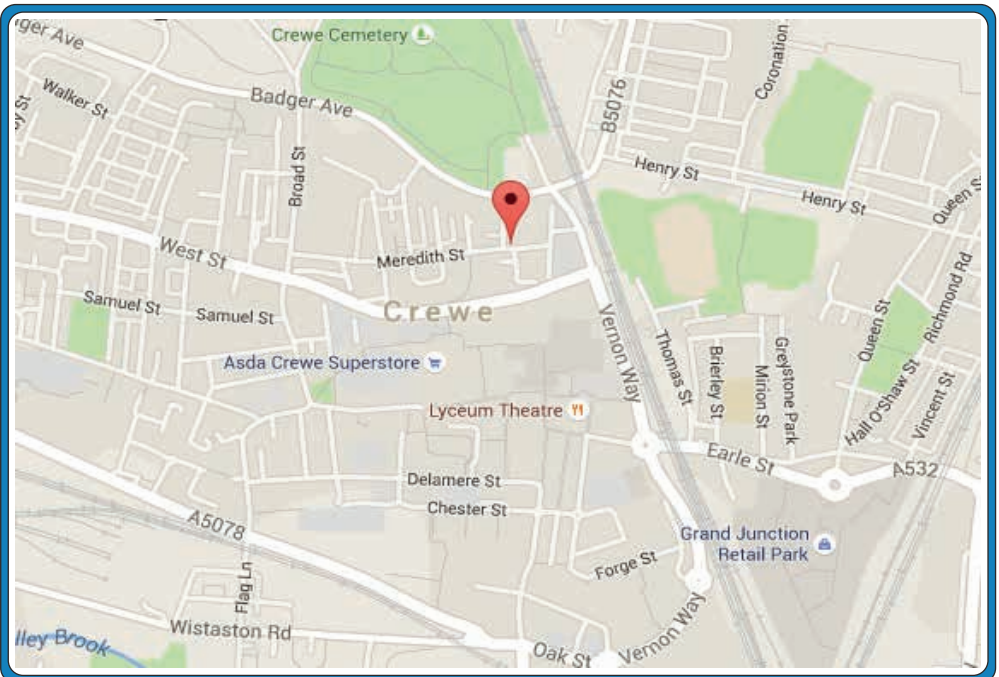 Crewe Cemetery
Badger Ave
Walker St
Broad St
B5076
Coronation
Henry St
Henry St
Queen S
West St
Meredith St
Crewe
Samuel St
Samuel St
Asda Crewe Superstore
Lyceum Theatre
Vernon Way
Thomas St
Brierley St
Mirion St
Greystone Park
Queen St
Richmond Rd
Hall O'Shaw St
Vincent St
Earle St
A532
Delamere St
Chester St
A5078
Grand Junction
Retail Park
Forge St
Flag Ln
Wistaston Rd
lley Brook
Oak St
Vernon Way